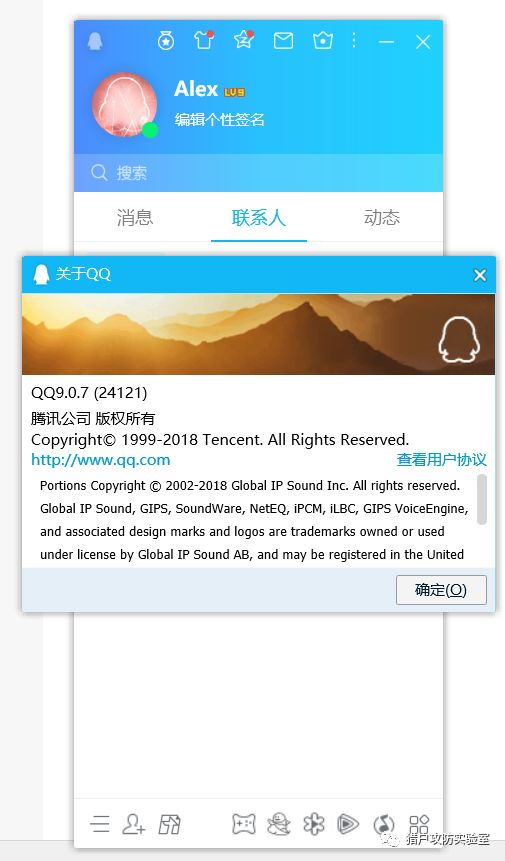 Alex LV9
编辑个性签名
搜索
消息 联系人 动态
关于QQ
QQ9.0.7 (24121)
腾讯公司 版权所有
Copyright© 1999-2018 Tencent. All Rights Reserved.
http://www.qq.com 查看用户协议
Portions Copyright © 2002-2018 Global IP Sound Inc. All rights reserved.
Global IP Sound, GIPS, SoundWare, NetEQ, iPCM, iLBC, GIPS VoiceEngine,
and associated design marks and logos are trademarks owned or used
under license by Global IP Sound AB, and may be registered in the United
确定(O)
猎户攻防实验室